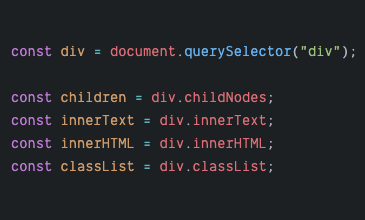 const div = document.querySelector("div");
const children = div.childNodes;
const innerText = div.innerText;
const innerHTML = div.innerHTML;
const classList = div.classList;